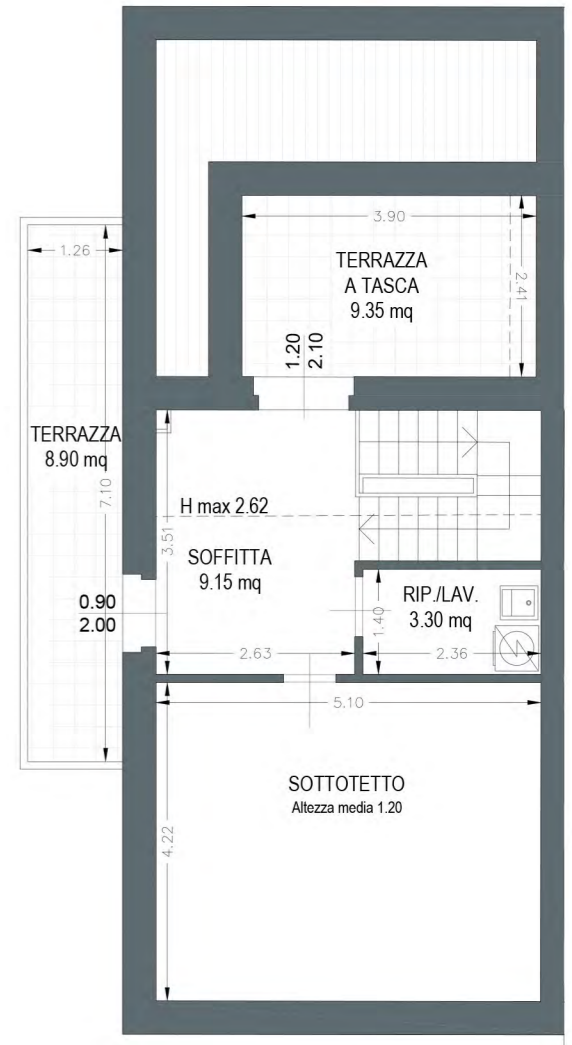 3.90
TERRAZZA
A TASCA
9.35 mq
2.41
1.26
1.20
2.10
TERRAZZA
8.90 mq
7.10
H max 2.62
3.51
SOFFITTA
9.15 mq
RIP./LAV.
3.30 mq
1.40
0.90
2.00
2.63
2.36
5.10
SOTTOTETTO
Altezza media 1.20
4.22